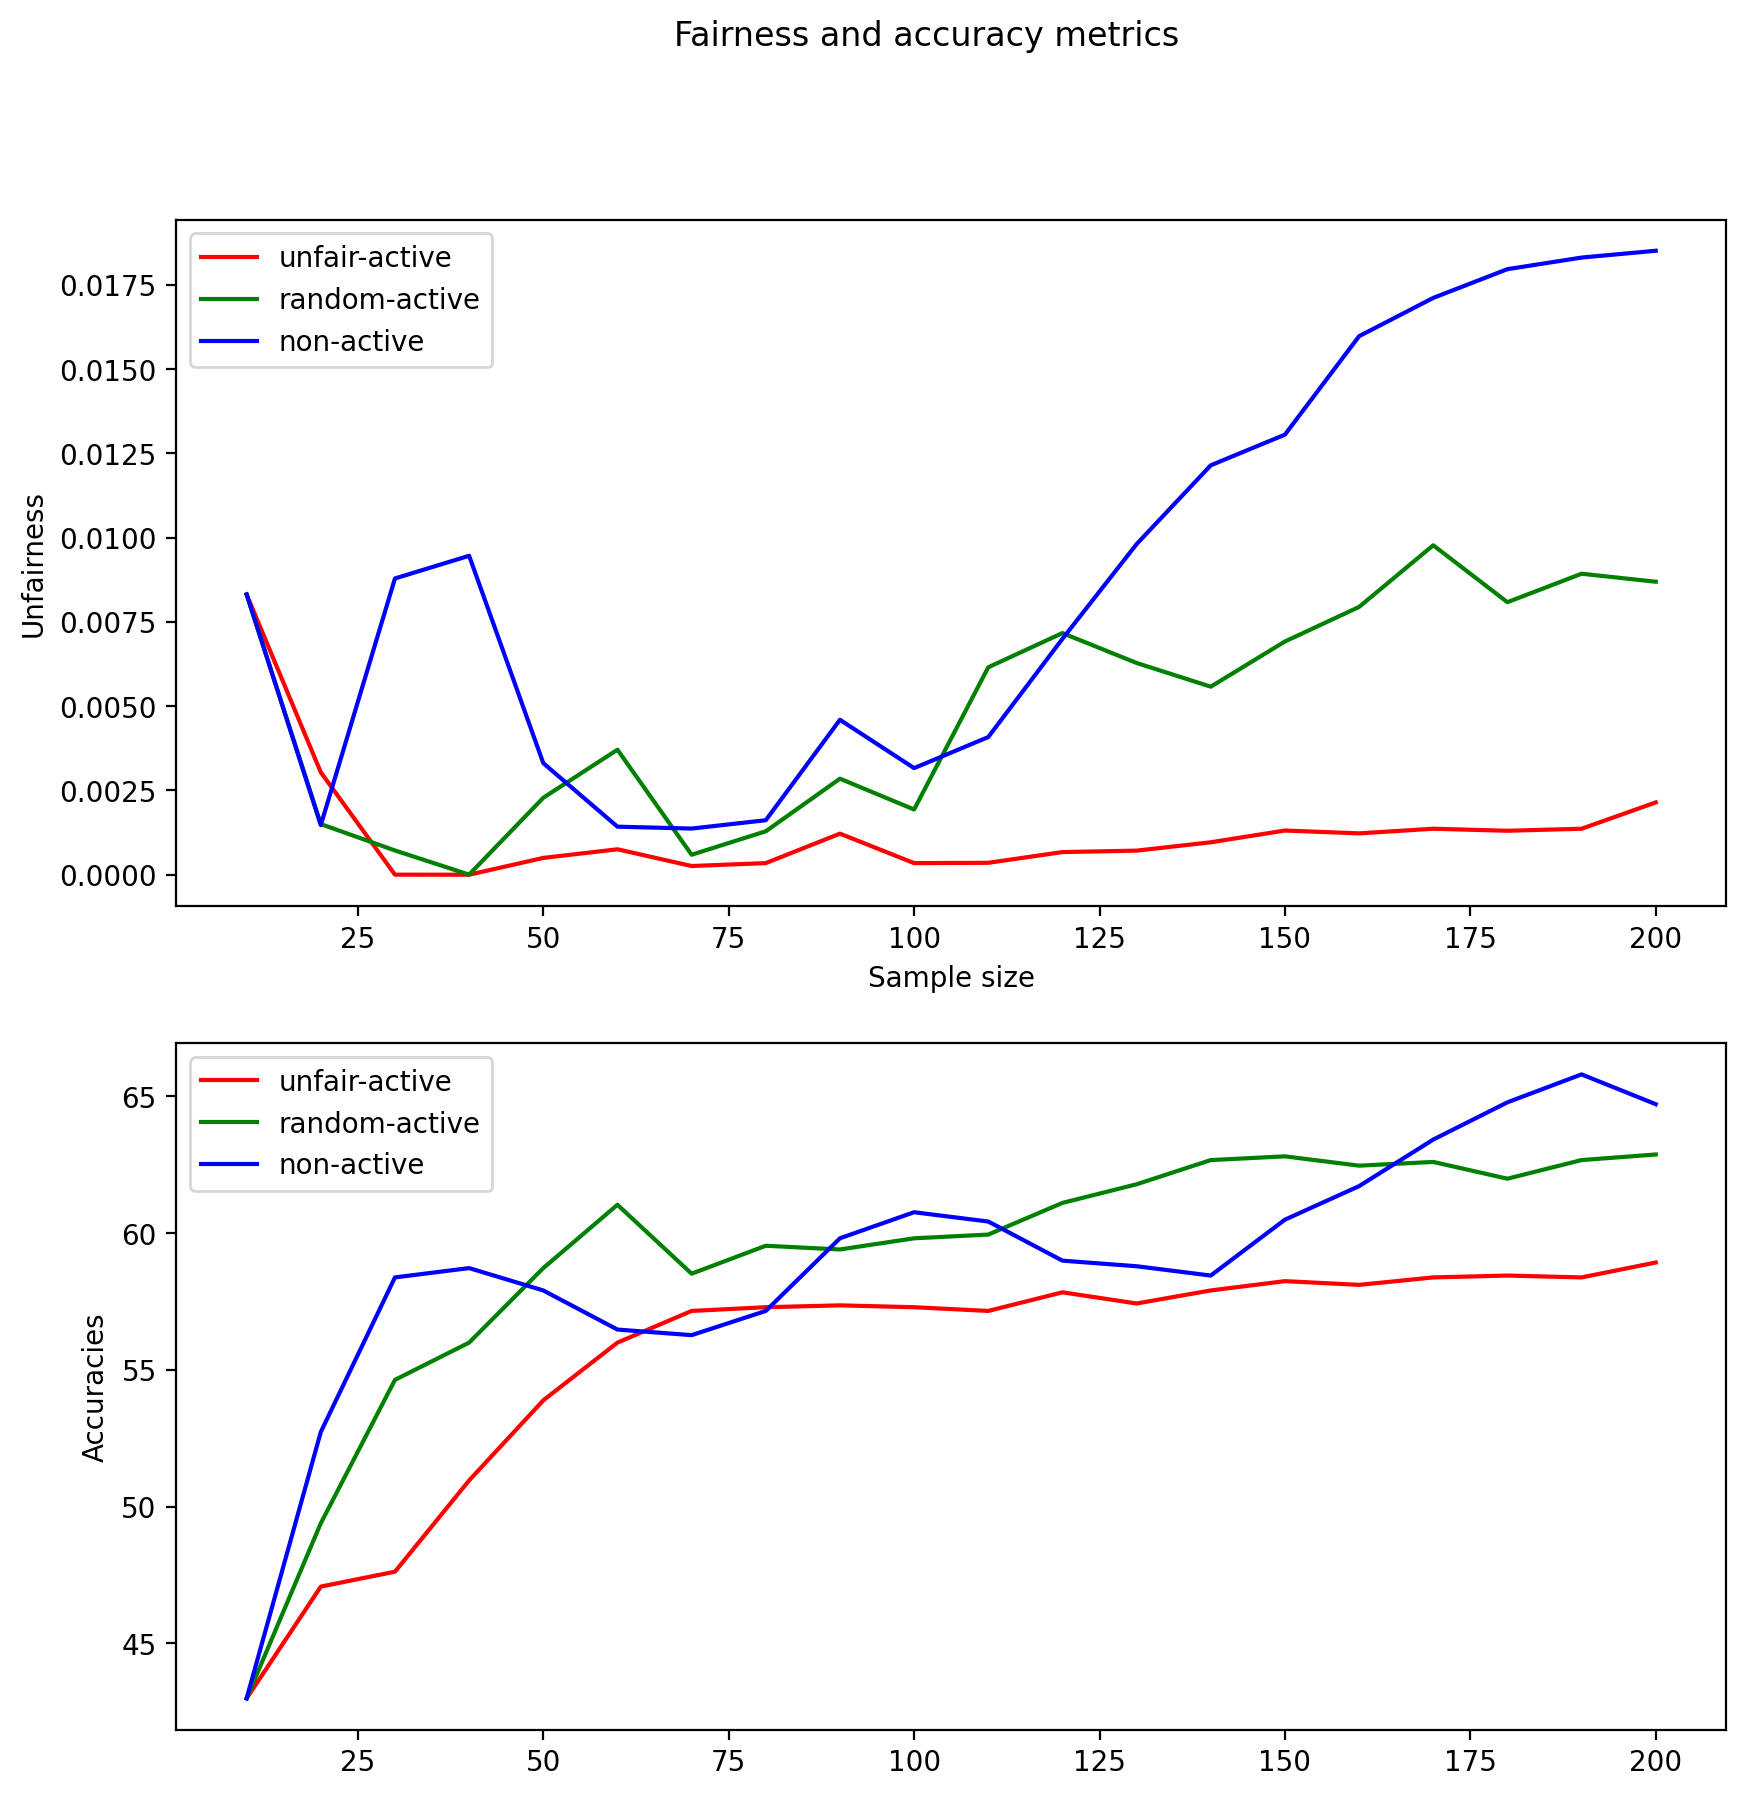 Fairness and accuracy metrics
unfair-active
random-active
non-active
0.0175
0.0150
0.0125
0.0100
0.0075
0.0050
0.0025
0.0000
Unfairness
25 50 75 100 125 150 175 200
Sample size
unfair-active
random-active
non-active
65
60
55
50
45
Accuracies
25 50 75 100 125 150 175 200